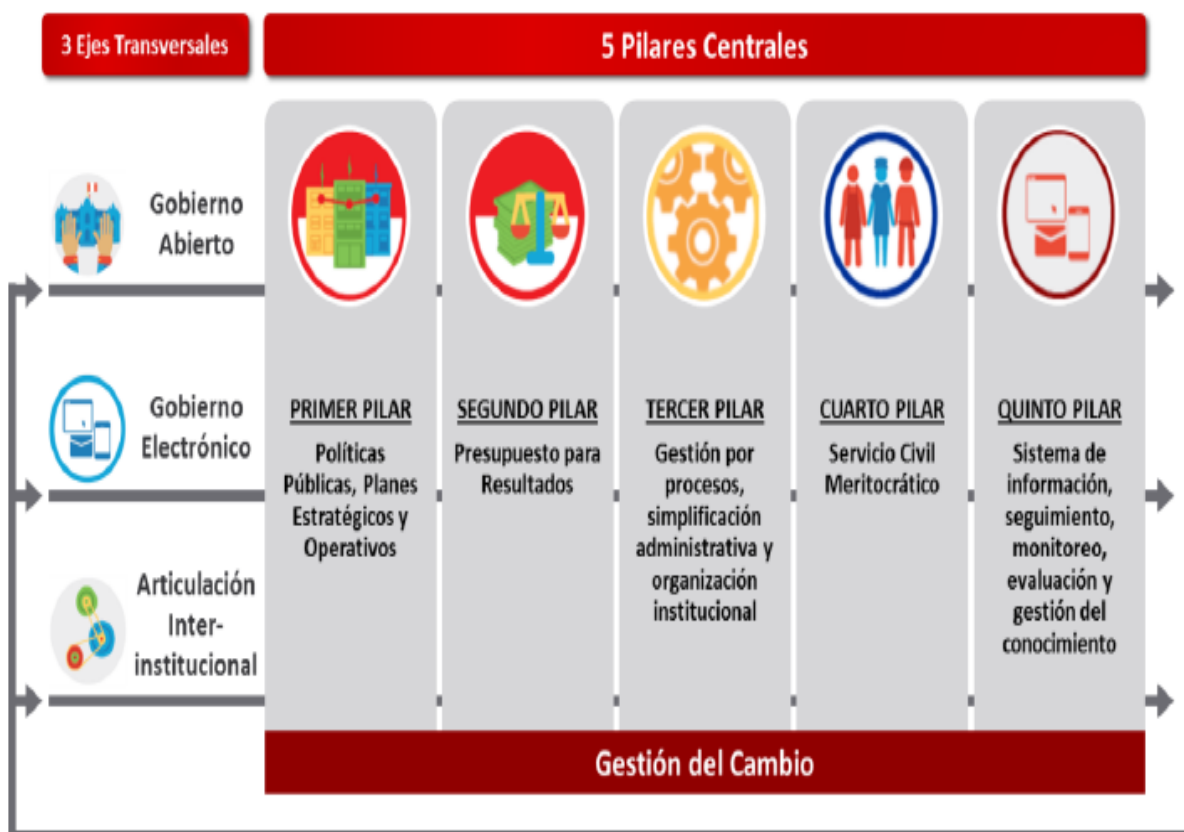 3 Ejes Transversales
5 Pilares Centrales
Gobierno
Abierto
Gobierno
Electrónico
Articulación
Inter-
institucional
PRIMER PILAR
Políticas
Públicas, Planes
Estratégicos y
Operativos
SEGUNDO PILAR
Presupuesto para
Resultados
TERCER PILAR
Gestión por
procesos,
simplificación
administrativa y
organización
institucional
CUARTO PILAR
Servicio Civil
Meritocrático
QUINTO PILAR
Sistema de
información,
seguimiento,
monitoreo,
evaluación y
gestión del
conocimiento
Gestión del Cambio